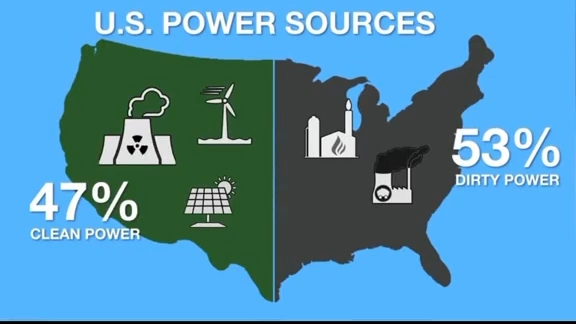 U.S. POWER SOURCES
47%
CLEAN POWER
53%
DIRTY POWER